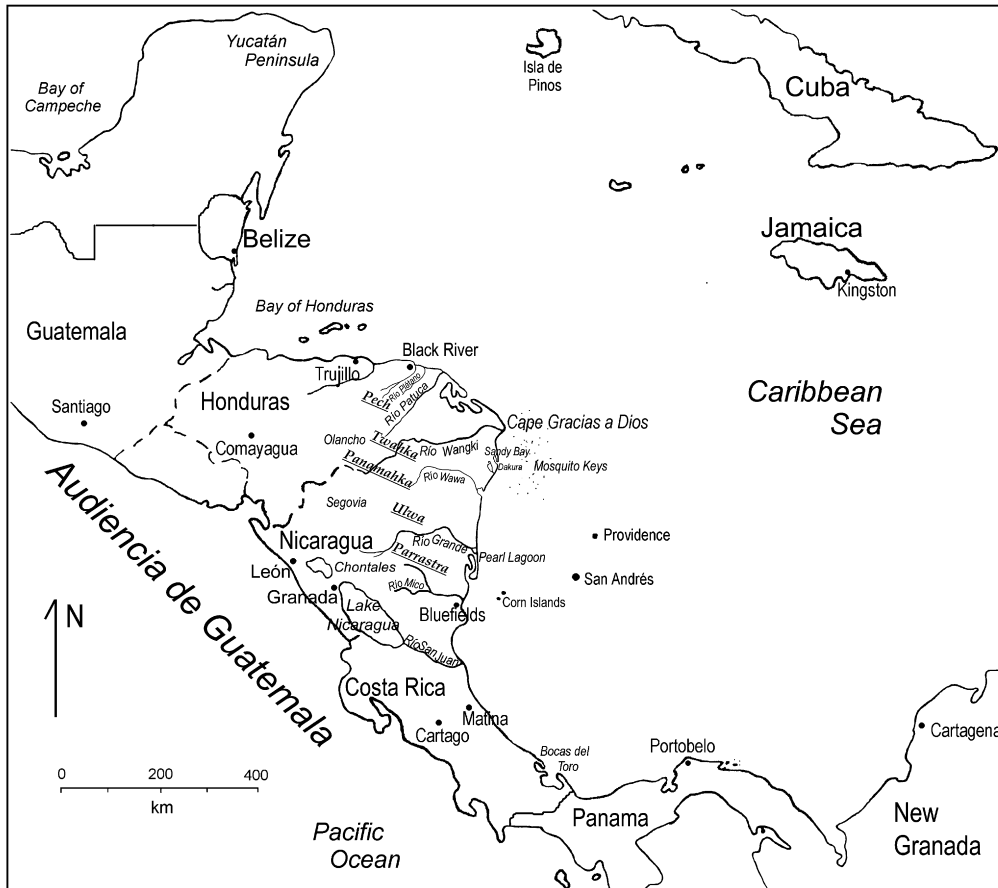 Yucatán
Peninsula
Bay of
Campeche
Isla de
Pinos
Cuba
Belize
Jamaica
Kingston
Bay of Honduras
Guatemala
Black River
Trujillo
Río Plátano
Pech
Río Patuca
Honduras
Caribbean
Sea
Santiago
Cape Gracias a Dios
Comayagua
Olancho
Twahka
Río Wangki
Sandy Bay
Dakura
Mosquito Keys
Panamahka
Río Wawa
Segovia
Ulwa
Audiencia de Guatemala
Providence
Nicaragua
Río Grande
Parrastra
Pearl Lagoon
León
Chontales
San Andrés
Río Mico
Granada
Corn Islands
Lake
Nicaragua
Bluefields
N
Río San Juan
Costa Rica
Matina
Cartago
Cartagena
Portobelo
Bocas del
Toro
0 200 400
km
Panama
New
Granada
Pacific
Ocean